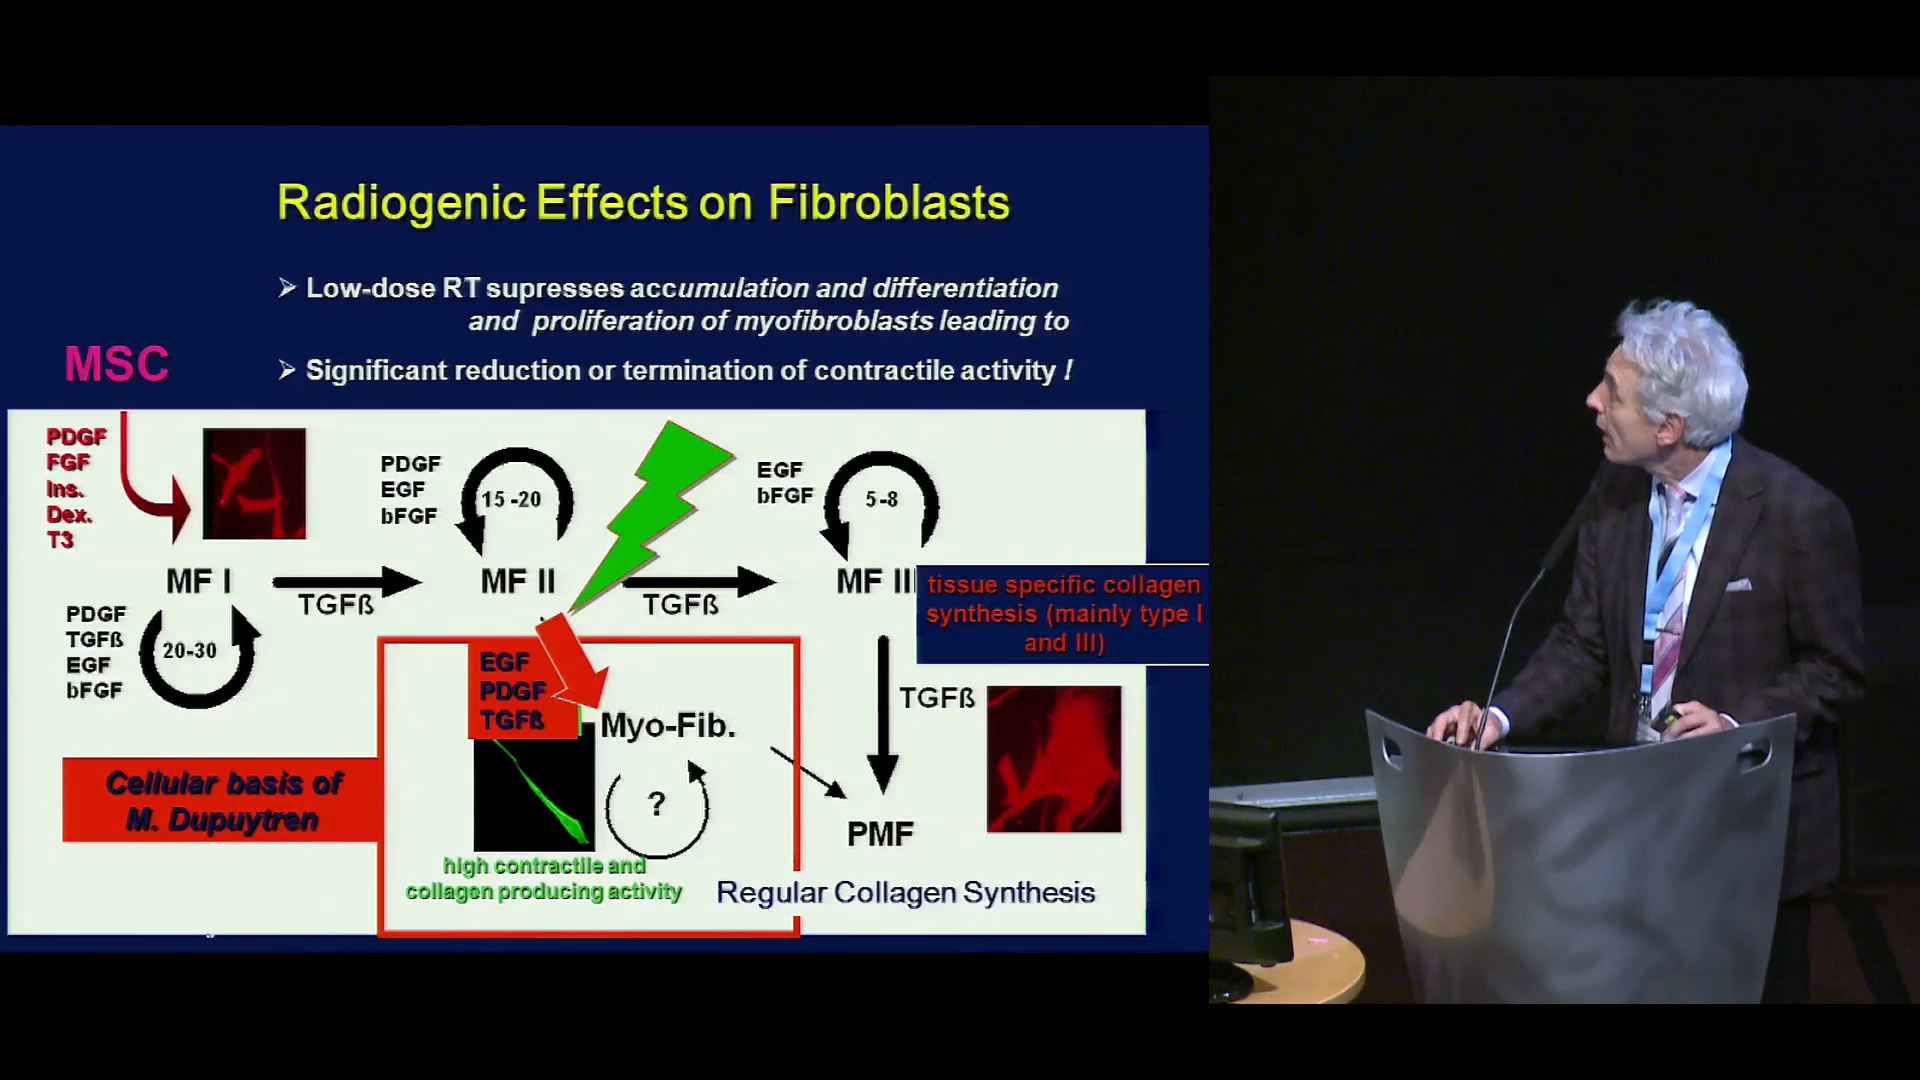 Radiogenic Effects on Fibroblasts
Low-dose RT supresses accumulation and differentiation
and proliferation of myofibroblasts leading to
MSC
Significant reduction or termination of contractile activity !
PDGF
FGF
Ins.
Dex.
T3
PDGF
EGF
bFGF
15 -20
EGF
bFGF
5 -8
MF I
TGFß
MF II
TGFß
MF III
tissue specific collagen
synthesis (mainly type I
and III)
PDGF
TGFß
EGF
bFGF
20-30
EGF
PDGF
TGFß
Myo-Fib.
TGFß
Cellular basis of
M. Dupuytren
?
PMF
high contractile and
collagen producing activity
Regular Collagen Synthesis